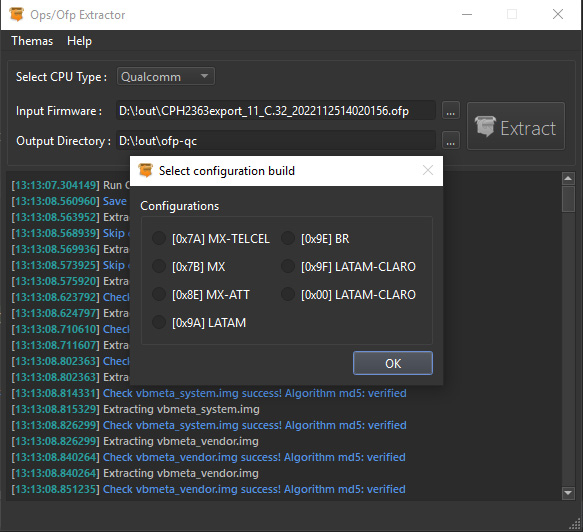 Ops/Ofp Extractor
Themas Help
Select CPU Type : Qualcomm
Input Firmware : D:\!out\CPH2363export_11_C.32_2022112514020156.ofp ...
Extract
Output Directory : D:\!out\ofp-qc ...
Select configuration build
Configurations
[0x7A] MX-TELCEL [0x9E] BR
[0x7B] MX [0x9F] LATAM-CLARO
[0x8E] MX-ATT [0x00] LATAM-CLARO
[0x9A] LATAM
OK
[13:13:07.304149] Run
[13:13:08.560960] Save
[13:13:08.563952] Extra
[13:13:08.568939] Skip
[13:13:08.569936] Extra
[13:13:08.573925] Skip
[13:13:08.575920] Extra
[13:13:08.623792] Check
[13:13:08.624797] Extra
[13:13:08.710610] Check
[13:13:08.711607] Extra
[13:13:08.802363] Check
[13:13:08.802363] Extra
[13:13:08.814331] Check vbmeta_system.img success! Algorithm md5: verified
[13:13:08.815329] Extracting vbmeta_system.img
[13:13:08.826299] Check vbmeta_system.img success! Algorithm md5: verified
[13:13:08.826299] Extracting vbmeta_vendor.img
[13:13:08.840264] Check vbmeta_vendor.img success! Algorithm md5: verified
[13:13:08.840264] Extracting vbmeta_vendor.img
[13:13:08.851235] Check vbmeta_vendor.img success! Algorithm md5: verified